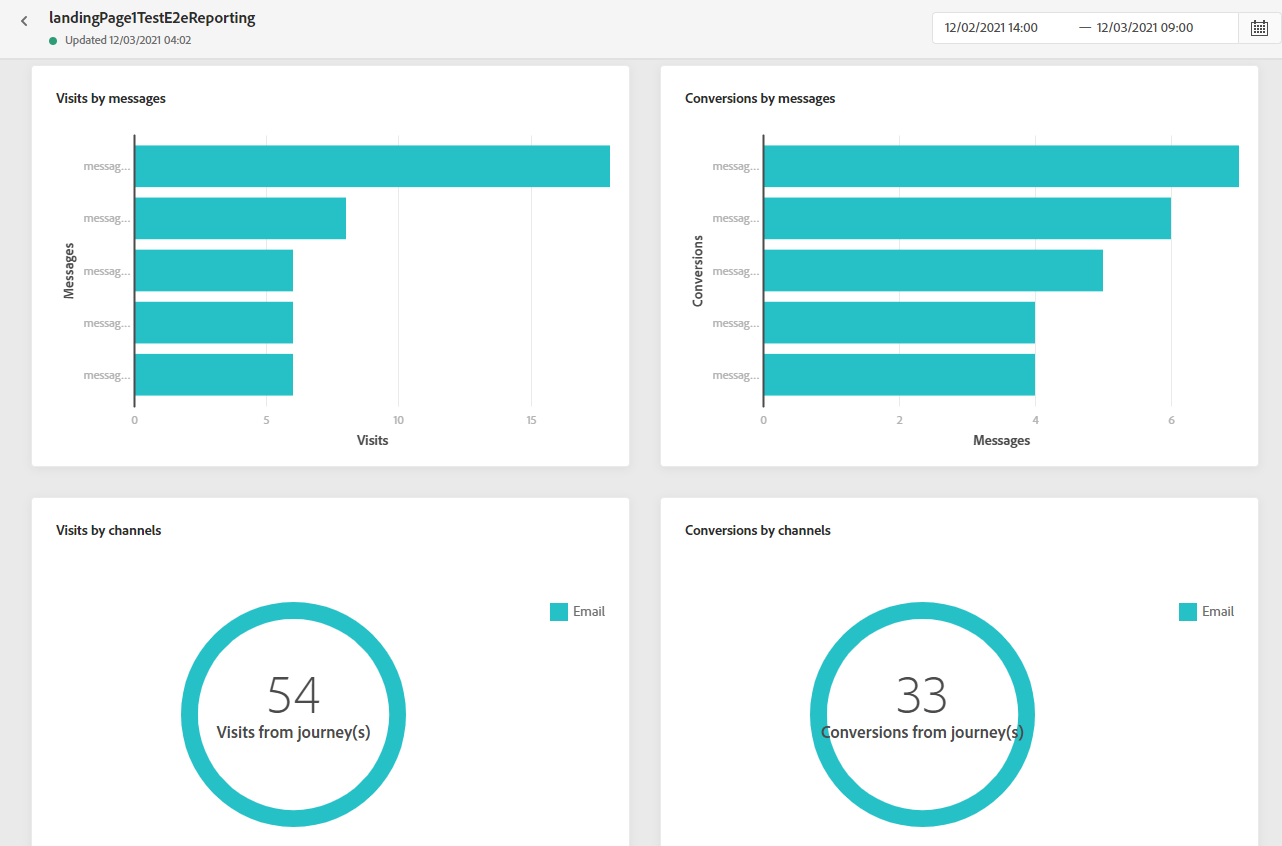 landingPage1TestE2eReporting
Updated 12/03/2021 04:02
12/02/2021 14:00 — 12/03/2021 09:00
Visits by messages
messag...
messag...
messag...
messag...
messag...
Messages
0 5 10 15
Visits
Conversions by messages
messag...
messag...
messag...
messag...
messag...
Conversions
0 2 4 6
Messages
Visits by channels
Email
54
Visits from journey(s)
Conversions by channels
Email
33
Conversions from journey(s)